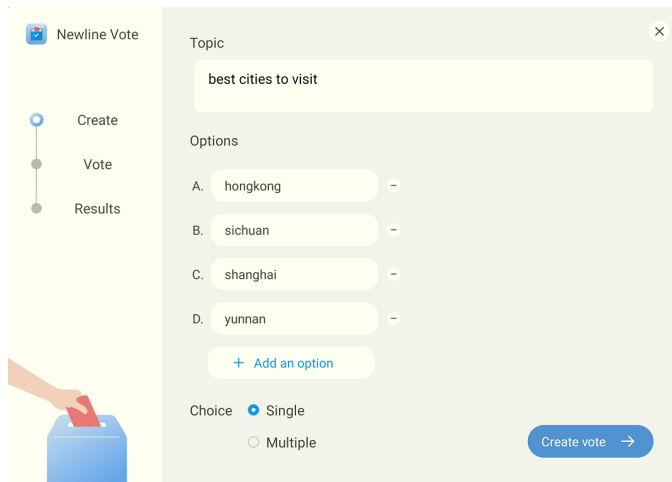 Newline Vote
Create
Vote
Results
Topic
best cities to visit
Options
A. hongkong −
B. sichuan −
C. shanghai −
D. yunnan −
+ Add an option
Choice Single
Multiple
Create vote →